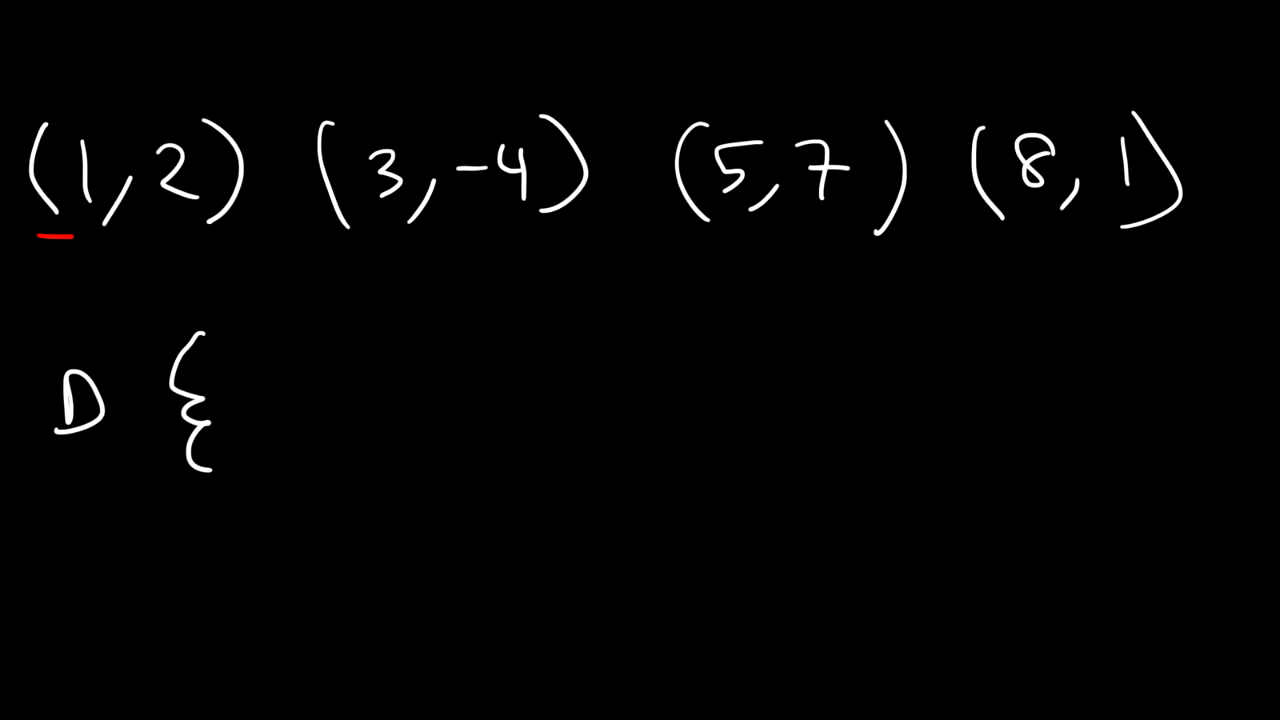 (1, 2) (3, -4) (5, 7) (8, 1)
D {